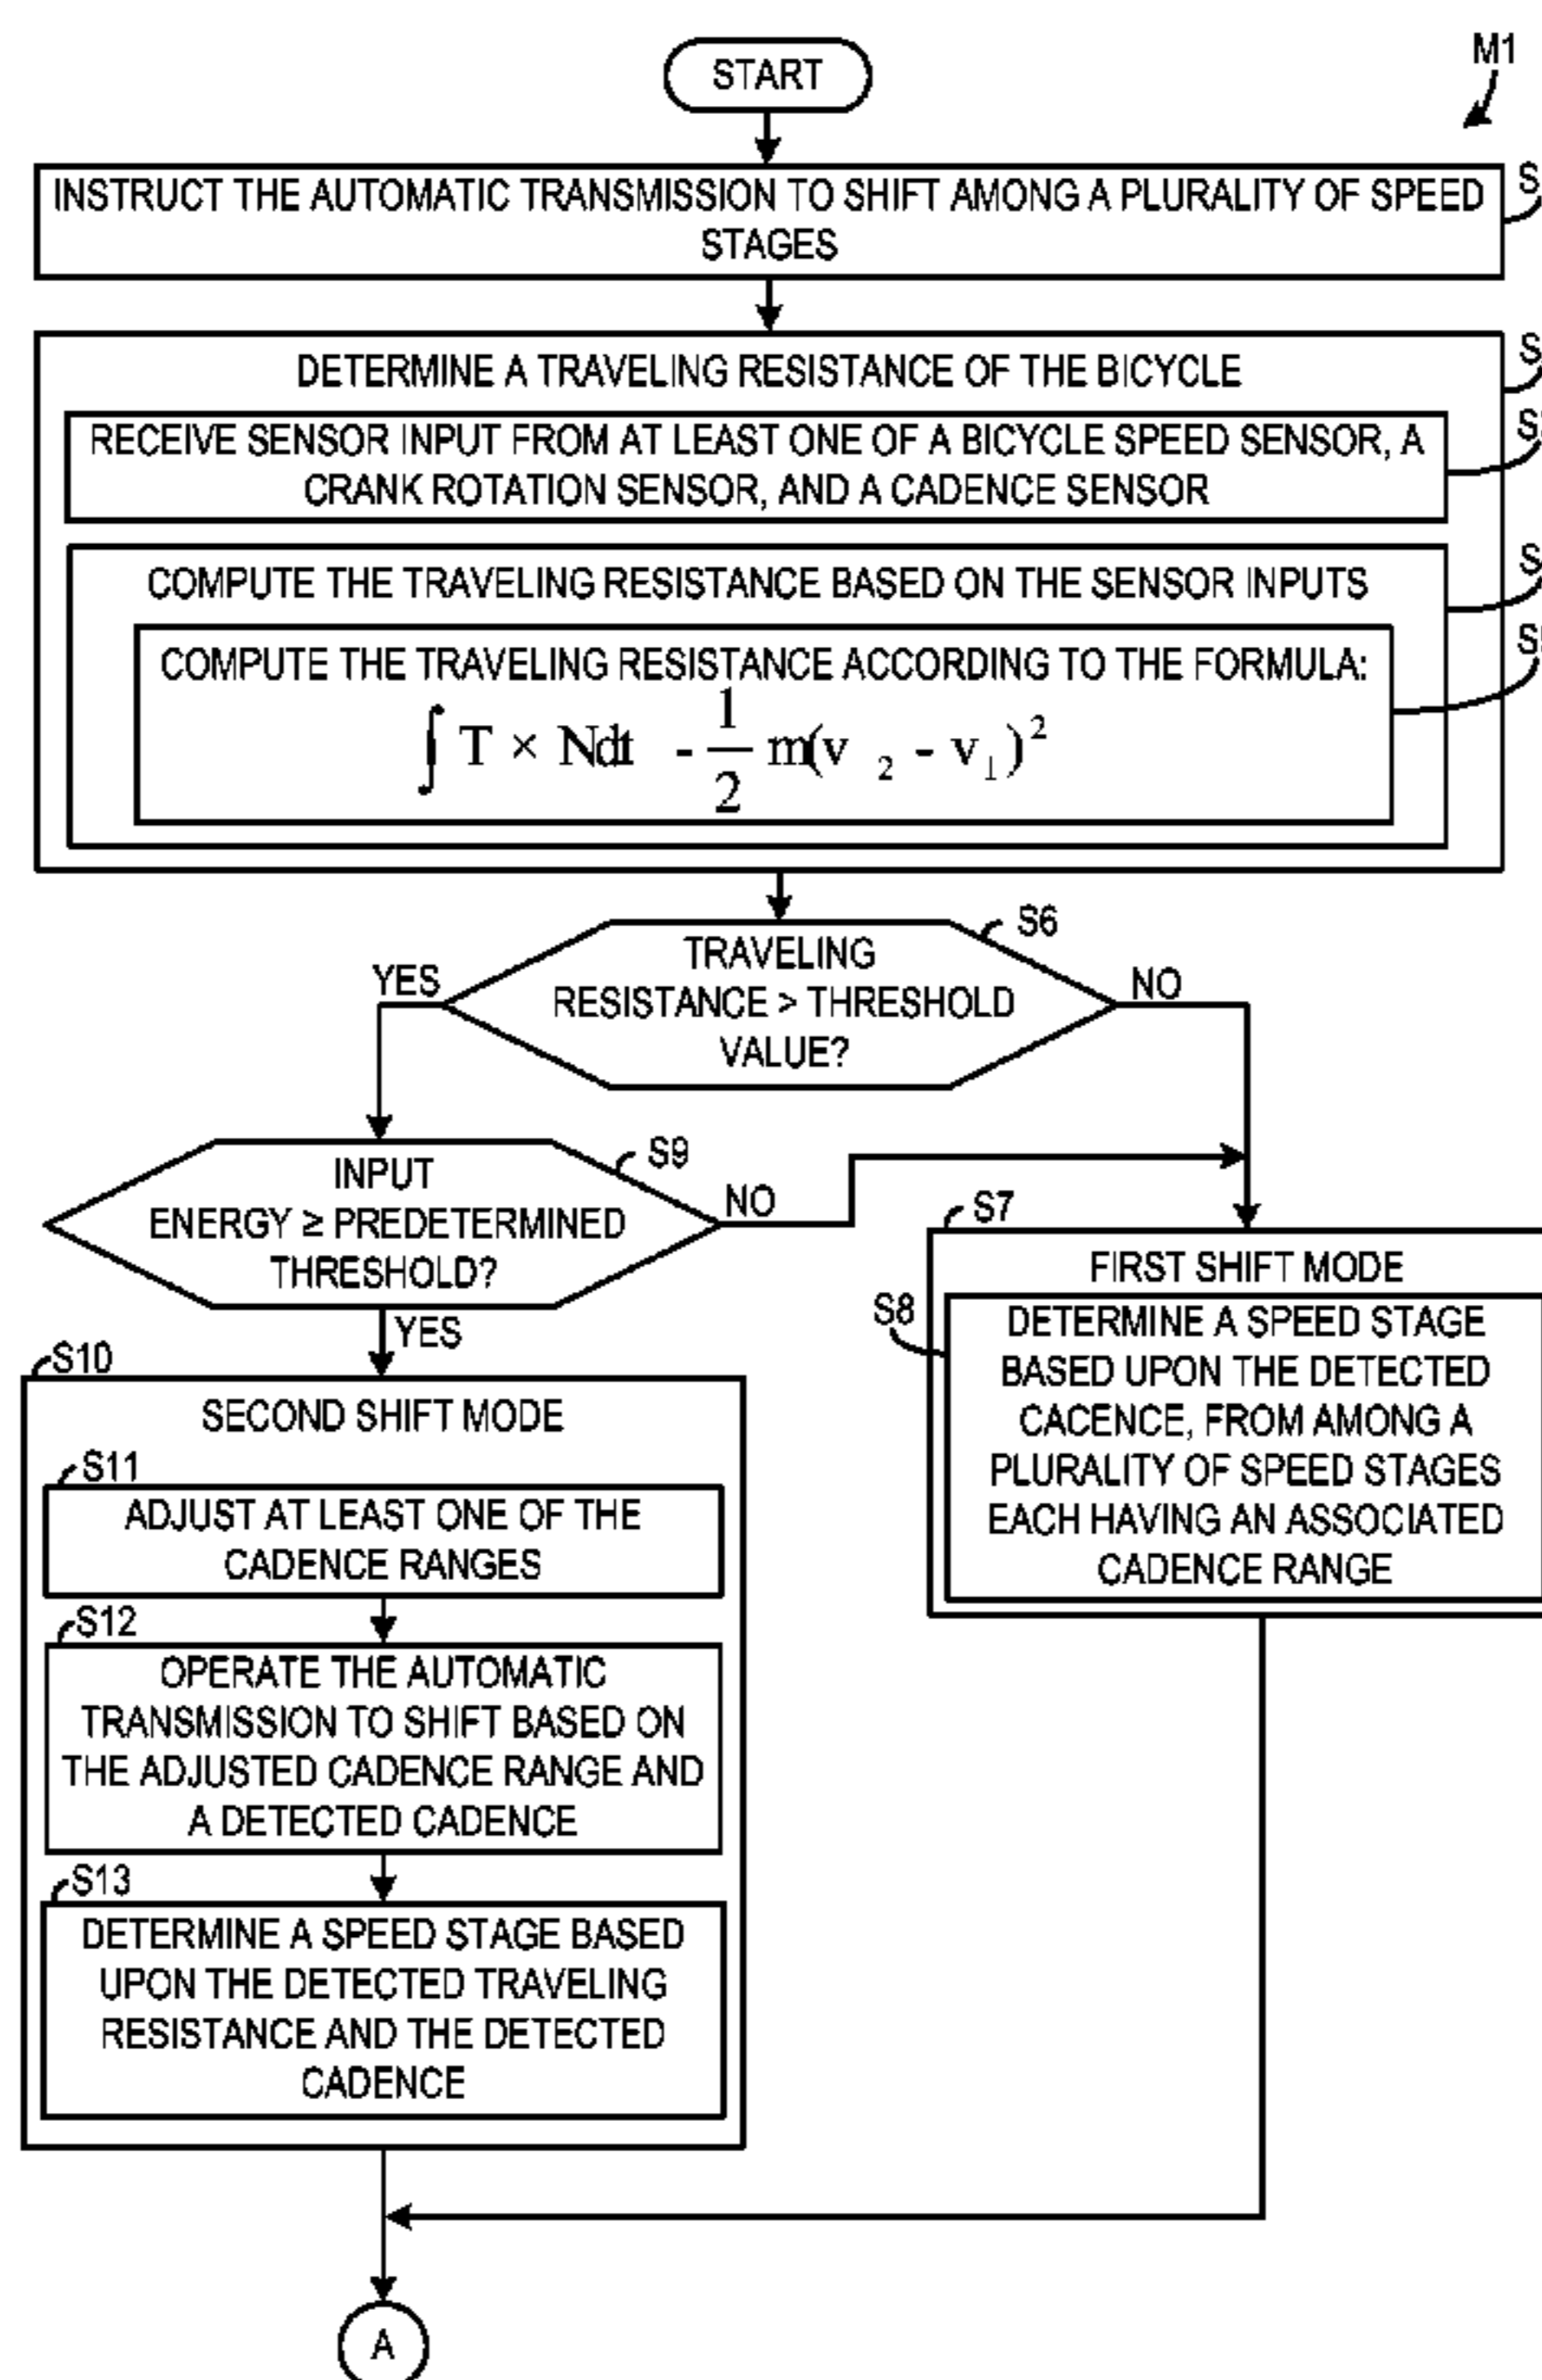 START
M1
INSTRUCT THE AUTOMATIC TRANSMISSION TO SHIFT AMONG A PLURALITY OF SPEED
STAGES
DETERMINE A TRAVELING RESISTANCE OF THE BICYCLE
RECEIVE SENSOR INPUT FROM AT LEAST ONE OF A BICYCLE SPEED SENSOR, A
CRANK ROTATION SENSOR, AND A CADENCE SENSOR
COMPUTE THE TRAVELING RESISTANCE BASED ON THE SENSOR INPUTS
COMPUTE THE TRAVELING RESISTANCE ACCORDING TO THE FORMULA:
∫ T × Ndt - 1/2 m(v₂ - v₁)²
S6
TRAVELING
RESISTANCE > THRESHOLD
VALUE?
YES
NO
S9
INPUT
ENERGY ≥ PREDETERMINED
THRESHOLD?
NO
YES
S7
FIRST SHIFT MODE
S8
DETERMINE A SPEED STAGE
BASED UPON THE DETECTED
CACENCE, FROM AMONG A
PLURALITY OF SPEED STAGES
EACH HAVING AN ASSOCIATED
CADENCE RANGE
S10
SECOND SHIFT MODE
S11
ADJUST AT LEAST ONE OF THE
CADENCE RANGES
S12
OPERATE THE AUTOMATIC
TRANSMISSION TO SHIFT BASED ON
THE ADJUSTED CADENCE RANGE AND
A DETECTED CADENCE
S13
DETERMINE A SPEED STAGE BASED
UPON THE DETECTED TRAVELING
RESISTANCE AND THE DETECTED
CADENCE
A